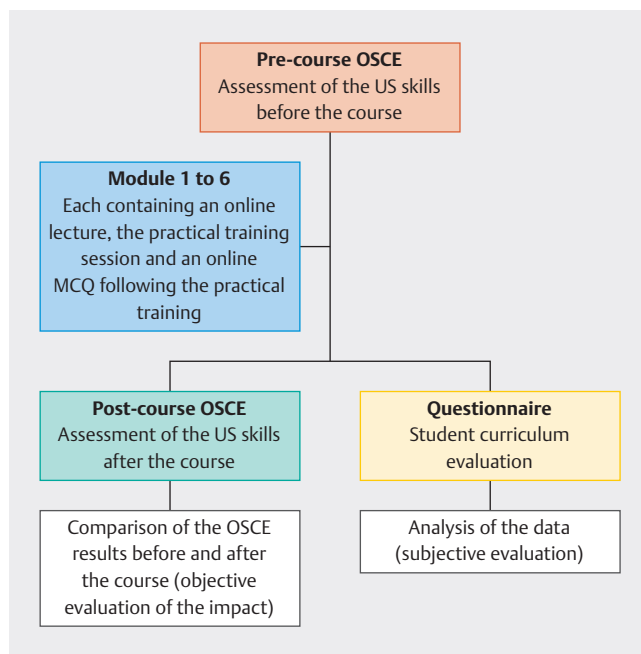 Pre-course OSCE
Assessment of the US skills
before the course
Module 1 to 6
Each containing an online
lecture, the practical training
session and an online
MCQ following the practical
training
Post-course OSCE
Assessment of the US skills
after the course
Questionnaire
Student curriculum
evaluation
Comparison of the OSCE
results before and after
the course (objective
evaluation of the impact)
Analysis of the data
(subjective evaluation)